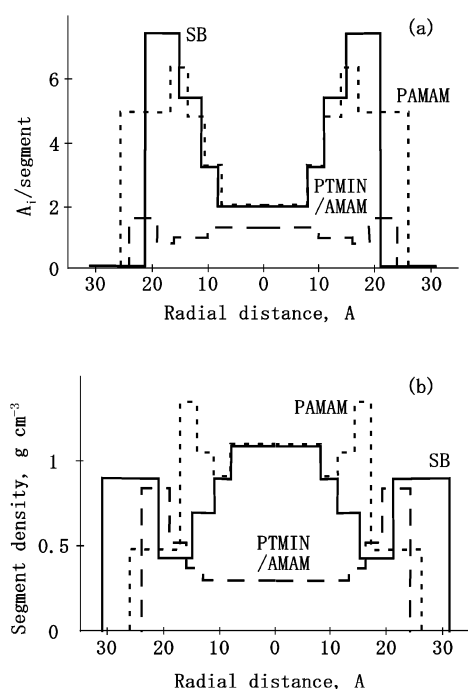 (a)
SB
PAMAM
PTMIN
/AMAM
A_i/segment
6
4
2
0
30 20 10 0 10 20 30
Radial distance, A
(b)
PAMAM
SB
PTMIN
/AMAM
Segment density, g cm⁻³
1
0.5
0
30 20 10 0 10 20 30
Radial distance, A